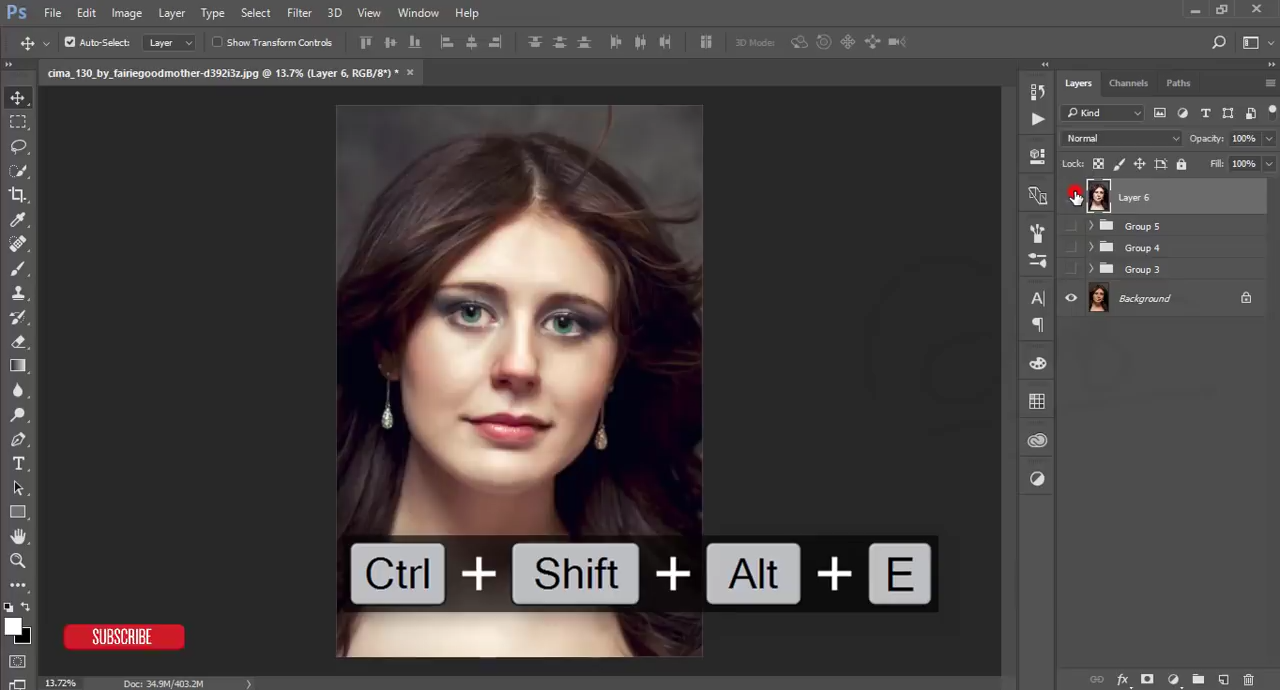 Ps File Edit Image Layer Type Select Filter 3D View Window Help
Auto-Select: Layer Show Transform Controls 3D Mode:
cima_130_by_fairiegoodmother-d392i3z.jpg @ 13.7% (Layer 6, RGB/8*) *
Layers Channels Paths
Kind
Normal Opacity: 100%
Lock: Fill: 100%
Layer 6
Group 5
Group 4
Group 3
Background
Ctrl + Shift + Alt + E
SUBSCRIBE
13.72% Doc: 34.9M/403.2M